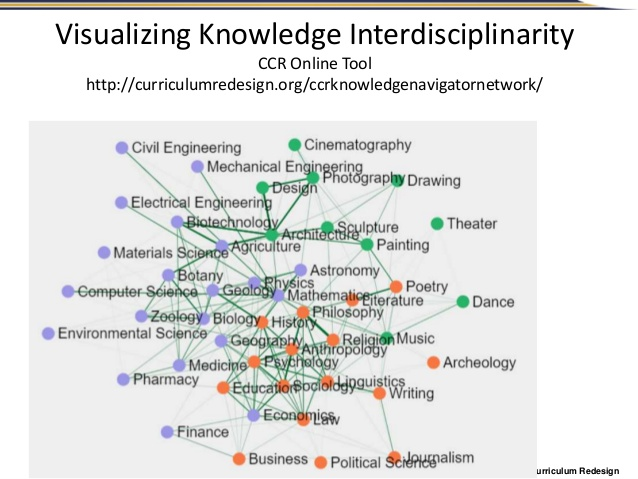 Visualizing Knowledge Interdisciplinarity
CCR Online Tool
http://curriculumredesign.org/ccrknowledgenavigatornetwork/
Civil Engineering
Cinematography
Mechanical Engineering
Photography
Drawing
Design
Electrical Engineering
Biotechnology
Sculpture
Theater
Architecture
Agriculture
Painting
Materials Science
Astronomy
Botany
Physics
Poetry
Computer Science
Geology
Mathematics
Literature
Dance
Philosophy
Zoology
Biology
History
Environmental Science
Geography
Religion
Music
Anthropology
Medicine
Psychology
Archeology
Pharmacy
Education
Sociology
Linguistics
Writing
Economics
Law
Finance
Business
Political Science
Journalism
Redesign